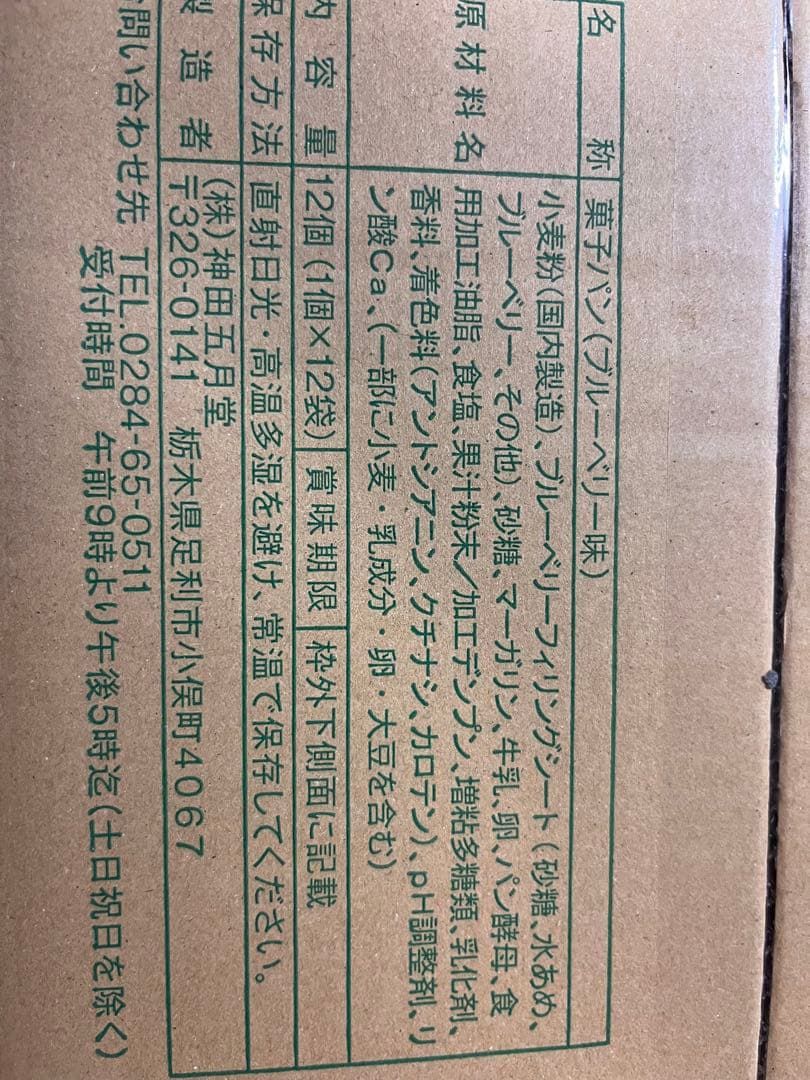 名称 菓子パン(ブルーベリー味)
原材料名 小麦粉(国内製造)、ブルーベリーフィリングシート(砂糖、水あめ、
ブルーベリー、その他)、砂糖、マーガリン、牛乳、卵、パン酵母、食
用加工油脂、食塩、果汁粉末/加工デンプン、増粘多糖類、乳化剤、
香料、着色料(アントシアニン、クチナシ、カロテン)、pH調整剤、リ
ン酸Ca、(一部に小麦・乳成分・卵・大豆を含む)
内容量 12個(1個×12袋) 賞味期限 枠外下側面に記載
保存方法 直射日光・高温多湿を避け、常温で保存してください。
製造者 (株)神田五月堂
〒326-0141 栃木県足利市小俣町4067
お問い合わせ先 TEL.0284-65-0511
受付時間 午前9時より午後5時迄(土日祝日を除く)